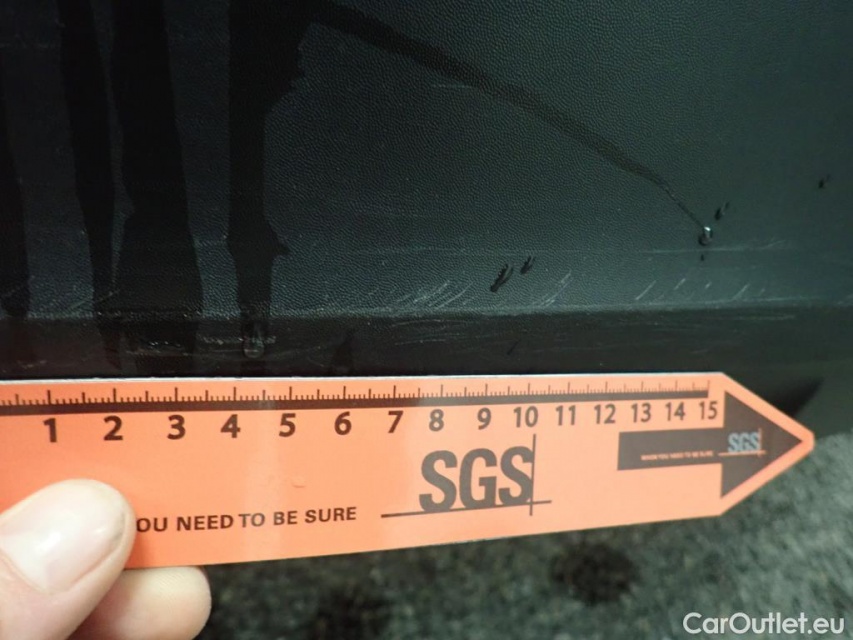 1 2 3 4 5 6 7 8 9 10 11 12 13 14 15
SGS
SGS
OU NEED TO BE SURE
CarOutlet.eu